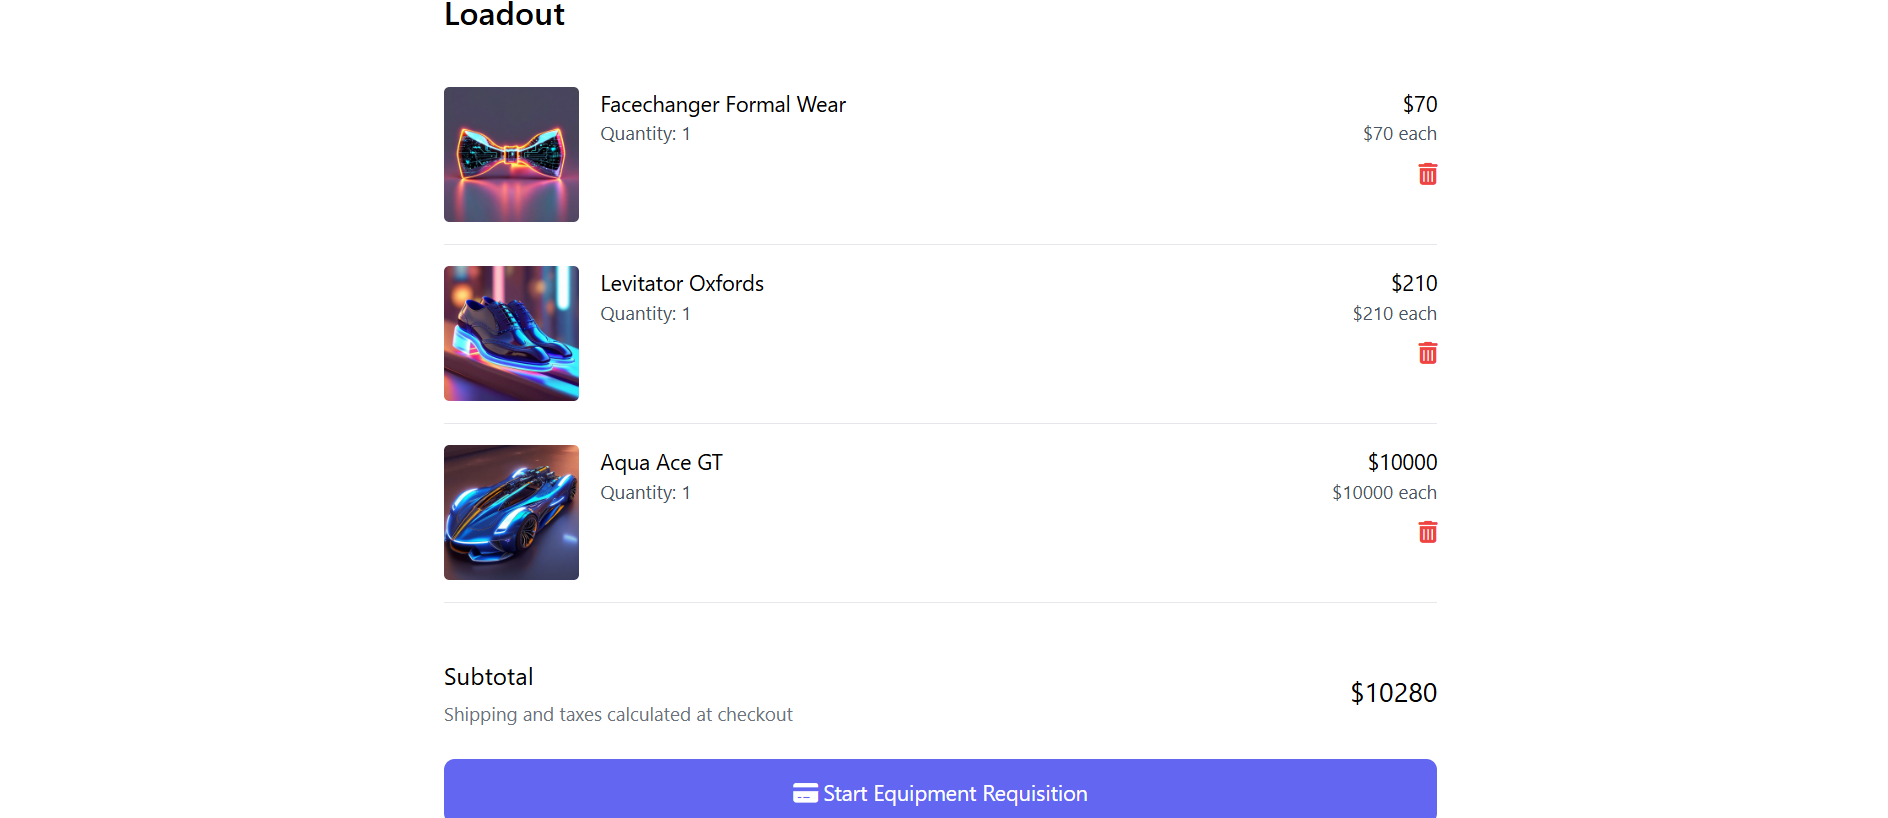 Loadout
Facechanger Formal Wear
$70
Quantity: 1
$70 each
Levitator Oxfords
$210
Quantity: 1
$210 each
Aqua Ace GT
$10000
Quantity: 1
$10000 each
Subtotal
$10280
Shipping and taxes calculated at checkout
Start Equipment Requisition